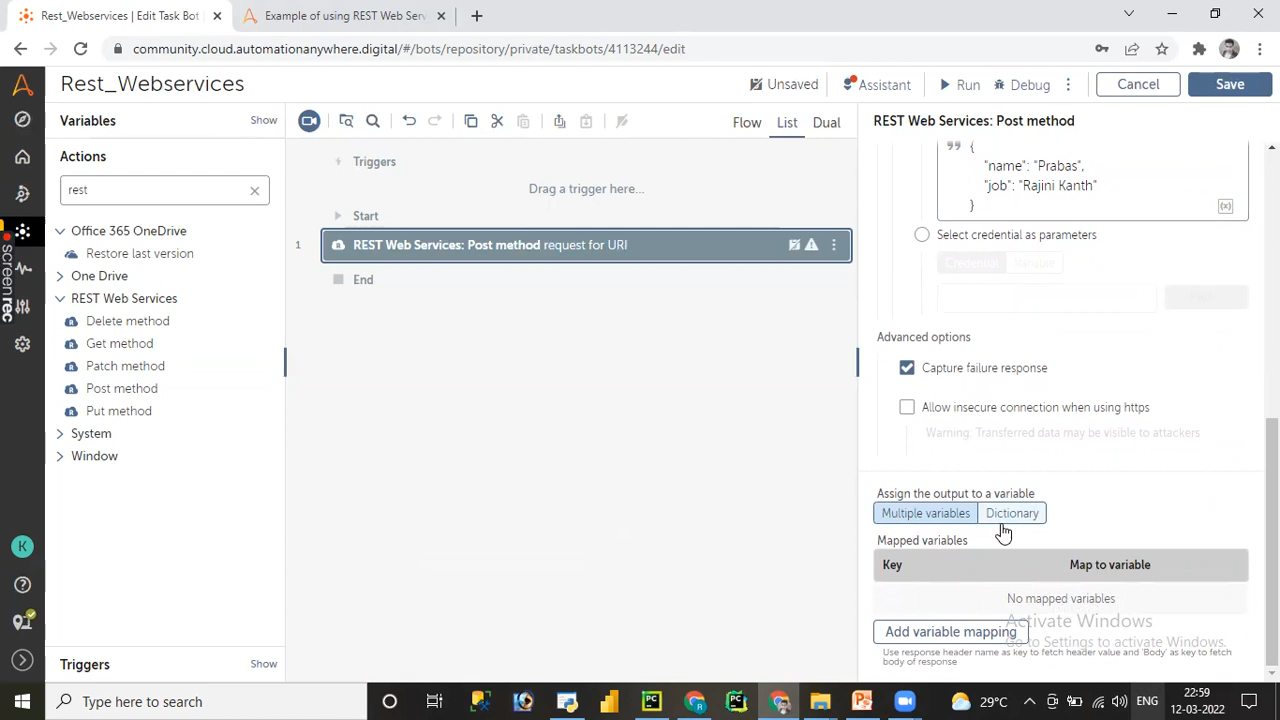 Rest_Webservices | Edit Task Bot
Example of using REST Web Serv
community.cloud.automationanywhere.digital/#/bots/repository/private/taskbots/4113244/edit
Rest_Webservices
Unsaved
Assistant
Run
Debug
Cancel
Save
Variables
Show
Actions
rest
Office 365 OneDrive
Restore last version
One Drive
REST Web Services
Delete method
Get method
Patch method
Post method
Put method
System
Window
Triggers
Show
Flow
List
Dual
Triggers
Drag a trigger here...
Start
1
REST Web Services: Post method request for URI
End
REST Web Services: Post method
{
"name": "Prabas",
"job": "Rajini Kanth"
}
{x}
Select credential as parameters
Credential
Variable
Advanced options
Capture failure response
Allow insecure connection when using https
Warning: Transferred data may be visible to attackers
Assign the output to a variable
Multiple variables
Dictionary
Mapped variables
Key
Map to variable
No mapped variables
Add variable mapping
Use response header name as key to fetch header value and 'Body' as key to fetch
body of response
Activate Windows
Go to Settings to activate Windows.
screenrec
K
Type here to search
29°C
ENG
22:59
12-03-2022